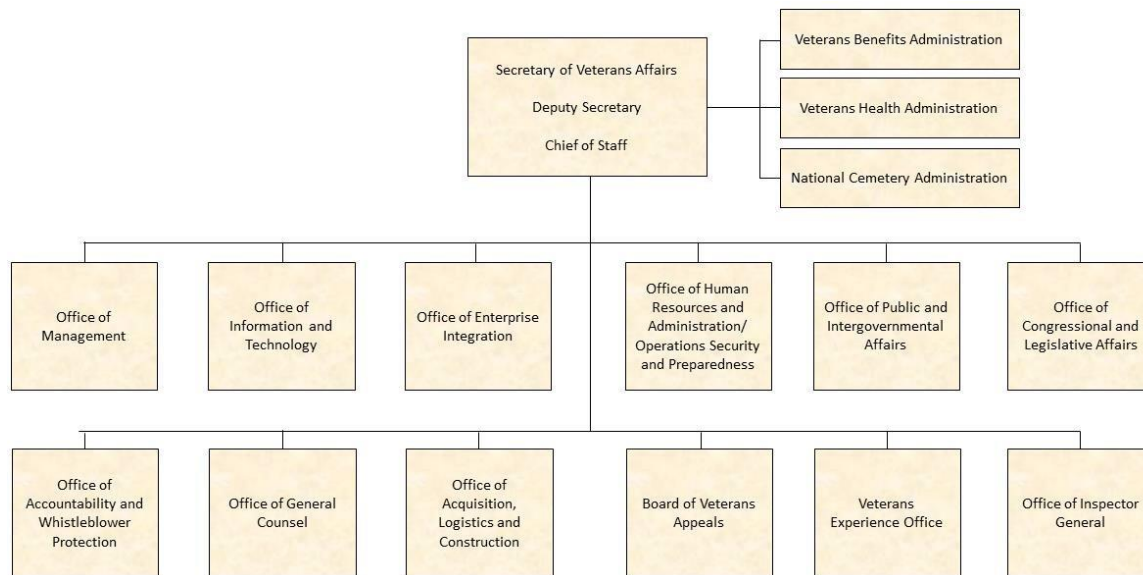 Secretary of Veterans Affairs
Deputy Secretary
Chief of Staff
Veterans Benefits Administration
Veterans Health Administration
National Cemetery Administration
Office of
Management
Office of
Information and
Technology
Office of Enterprise
Integration
Office of Human
Resources and
Administration/
Operations Security
and Preparedness
Office of Public and
Intergovernmental
Affairs
Office of
Congressional and
Legislative Affairs
Office of
Accountability and
Whistleblower
Protection
Office of General
Counsel
Office of
Acquisition,
Logistics and
Construction
Board of Veterans
Appeals
Veterans
Experience Office
Office of Inspector
General